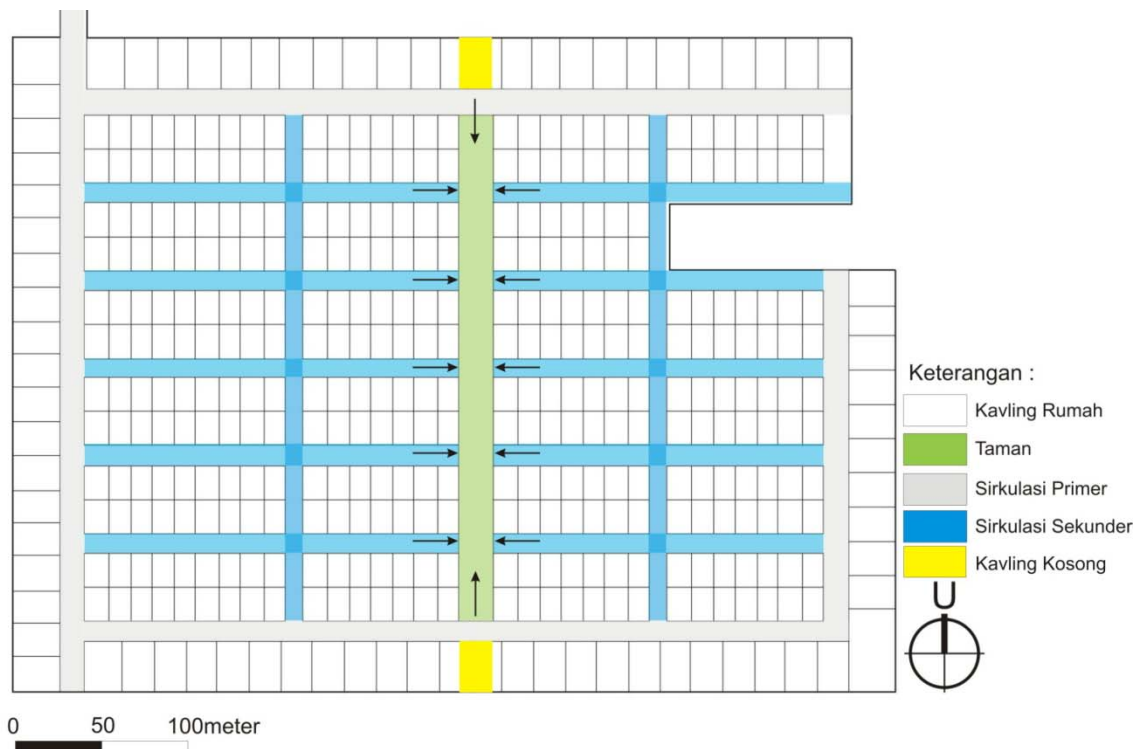 Keterangan :
Kavling Rumah
Taman
Sirkulasi Primer
Sirkulasi Sekunder
Kavling Kosong
U
0 50 100meter